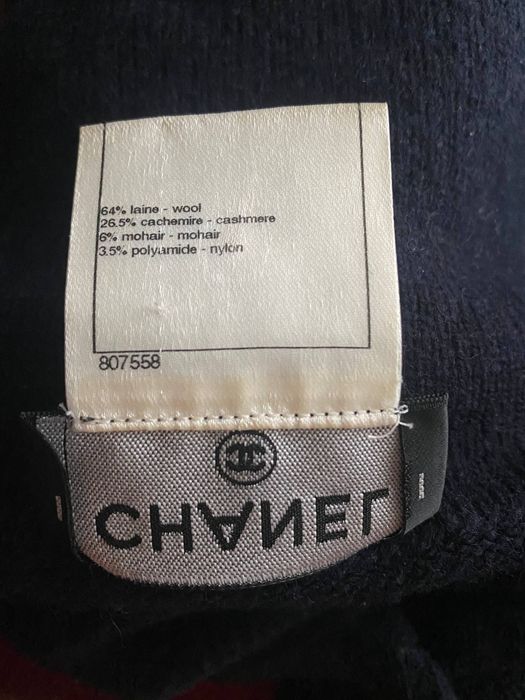 64% laine - wool
26.5% cachemire - cashmere
6% mohair - mohair
3.5% polyamide - nylon
807558
CHANEL